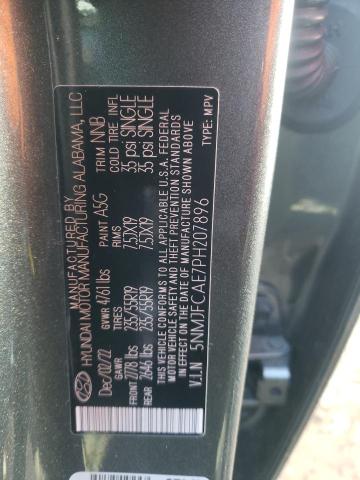 MANUFACTURED BY
HYUNDAI MOTOR MANUFACTURING ALABAMA, LLC
Dec/02/22 GVWR 4761 lbs PAINT A5G TRIM NNB
GAWR TIRES RIMS COLD TIRE INFL
FRONT 2778 lbs 235/55R19 7.5JX19 35 psi SINGLE
REAR 2646 lbs 235/55R19 7.5JX19 35 psi SINGLE
THIS VEHICLE CONFORMS TO ALL APPLICABLE U.S.A. FEDERAL
MOTOR VEHICLE SAFETY AND THEFT PREVENTION STANDARDS
IN EFFECT ON THE DATE OF MANUFACTURE SHOWN ABOVE.
V.I.N 5NMJFCAE7PH207896 TYPE: MPV